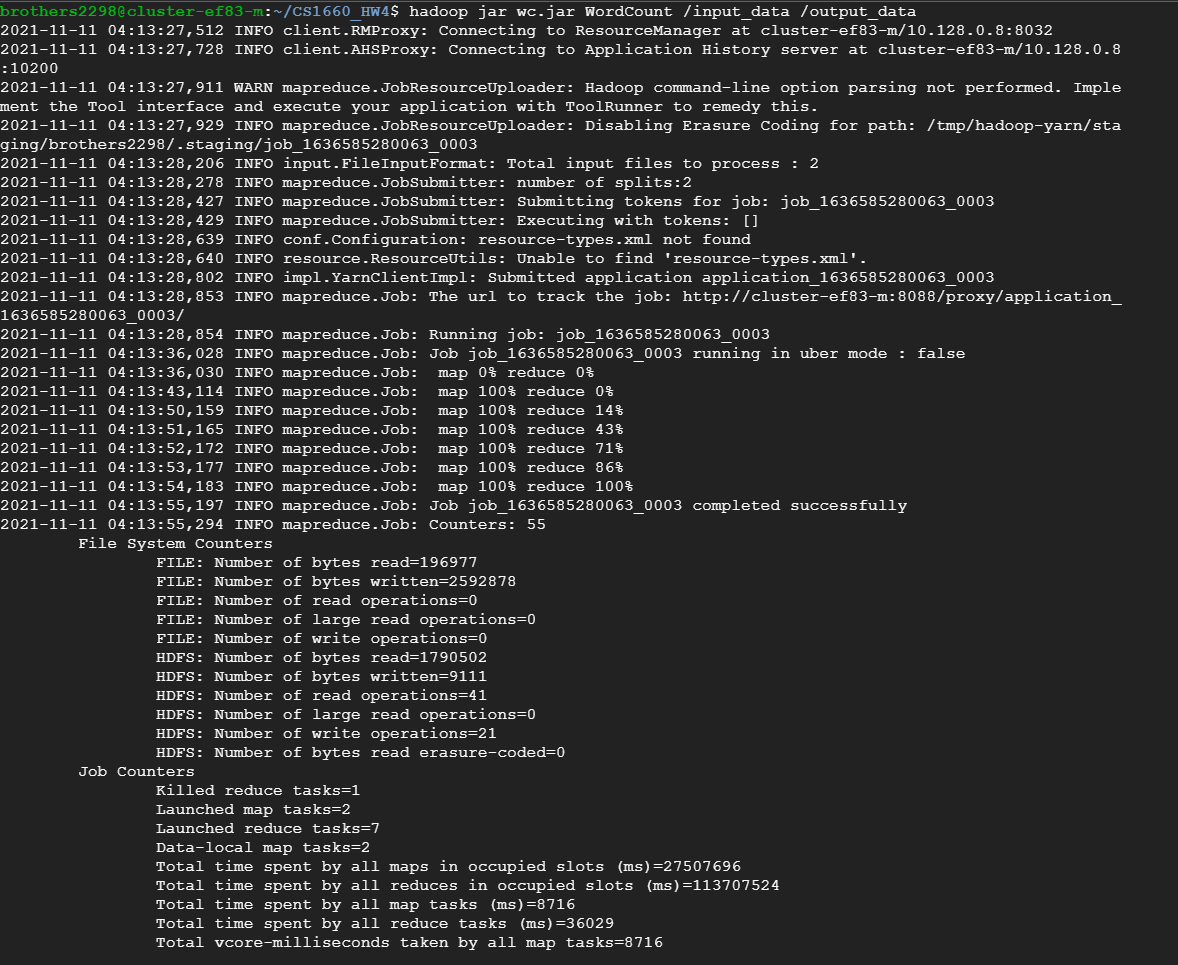 brothers2298@cluster-ef83-m:~/CS1660_HW4$ hadoop jar wc.jar WordCount /input_data /output_data
2021-11-11 04:13:27,512 INFO client.RMProxy: Connecting to ResourceManager at cluster-ef83-m/10.128.0.8:8032
2021-11-11 04:13:27,728 INFO client.AHSProxy: Connecting to Application History server at cluster-ef83-m/10.128.0.8
:10200
2021-11-11 04:13:27,911 WARN mapreduce.JobResourceUploader: Hadoop command-line option parsing not performed. Imple
ment the Tool interface and execute your application with ToolRunner to remedy this.
2021-11-11 04:13:27,929 INFO mapreduce.JobResourceUploader: Disabling Erasure Coding for path: /tmp/hadoop-yarn/sta
ging/brothers2298/.staging/job_1636585280063_0003
2021-11-11 04:13:28,206 INFO input.FileInputFormat: Total input files to process : 2
2021-11-11 04:13:28,278 INFO mapreduce.JobSubmitter: number of splits:2
2021-11-11 04:13:28,427 INFO mapreduce.JobSubmitter: Submitting tokens for job: job_1636585280063_0003
2021-11-11 04:13:28,429 INFO mapreduce.JobSubmitter: Executing with tokens: []
2021-11-11 04:13:28,639 INFO conf.Configuration: resource-types.xml not found
2021-11-11 04:13:28,640 INFO resource.ResourceUtils: Unable to find 'resource-types.xml'.
2021-11-11 04:13:28,802 INFO impl.YarnClientImpl: Submitted application application_1636585280063_0003
2021-11-11 04:13:28,853 INFO mapreduce.Job: The url to track the job: http://cluster-ef83-m:8088/proxy/application_
1636585280063_0003/
2021-11-11 04:13:28,854 INFO mapreduce.Job: Running job: job_1636585280063_0003
2021-11-11 04:13:36,028 INFO mapreduce.Job: Job job_1636585280063_0003 running in uber mode : false
2021-11-11 04:13:36,030 INFO mapreduce.Job:  map 0% reduce 0%
2021-11-11 04:13:43,114 INFO mapreduce.Job:  map 100% reduce 0%
2021-11-11 04:13:50,159 INFO mapreduce.Job:  map 100% reduce 14%
2021-11-11 04:13:51,165 INFO mapreduce.Job:  map 100% reduce 43%
2021-11-11 04:13:52,172 INFO mapreduce.Job:  map 100% reduce 71%
2021-11-11 04:13:53,177 INFO mapreduce.Job:  map 100% reduce 86%
2021-11-11 04:13:54,183 INFO mapreduce.Job:  map 100% reduce 100%
2021-11-11 04:13:55,197 INFO mapreduce.Job: Job job_1636585280063_0003 completed successfully
2021-11-11 04:13:55,294 INFO mapreduce.Job: Counters: 55
File System Counters
FILE: Number of bytes read=196977
FILE: Number of bytes written=2592878
FILE: Number of read operations=0
FILE: Number of large read operations=0
FILE: Number of write operations=0
HDFS: Number of bytes read=1790502
HDFS: Number of bytes written=9111
HDFS: Number of read operations=41
HDFS: Number of large read operations=0
HDFS: Number of write operations=21
HDFS: Number of bytes read erasure-coded=0
Job Counters
Killed reduce tasks=1
Launched map tasks=2
Launched reduce tasks=7
Data-local map tasks=2
Total time spent by all maps in occupied slots (ms)=27507696
Total time spent by all reduces in occupied slots (ms)=113707524
Total time spent by all map tasks (ms)=8716
Total time spent by all reduce tasks (ms)=36029
Total vcore-milliseconds taken by all map tasks=8716